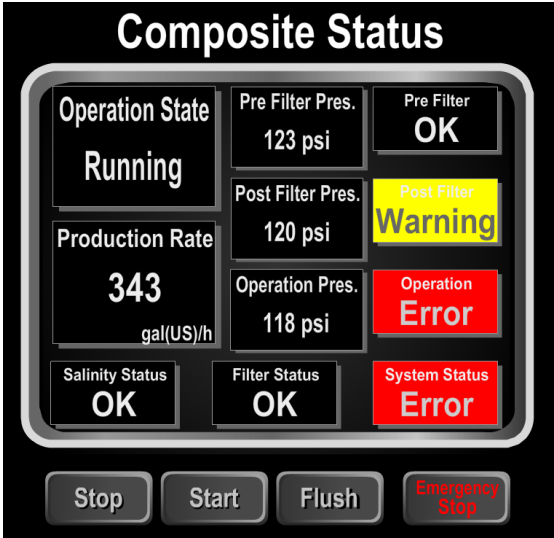 Composite Status
Operation State
Running
Pre Filter Pres.
123 psi
Pre Filter
OK
Post Filter Pres.
120 psi
Post Filter
Warning
Production Rate
343
gal(US)/h
Operation Pres.
118 psi
Operation
Error
Salinity Status
OK
Filter Status
OK
System Status
Error
Stop
Start
Flush
Emergency
Stop